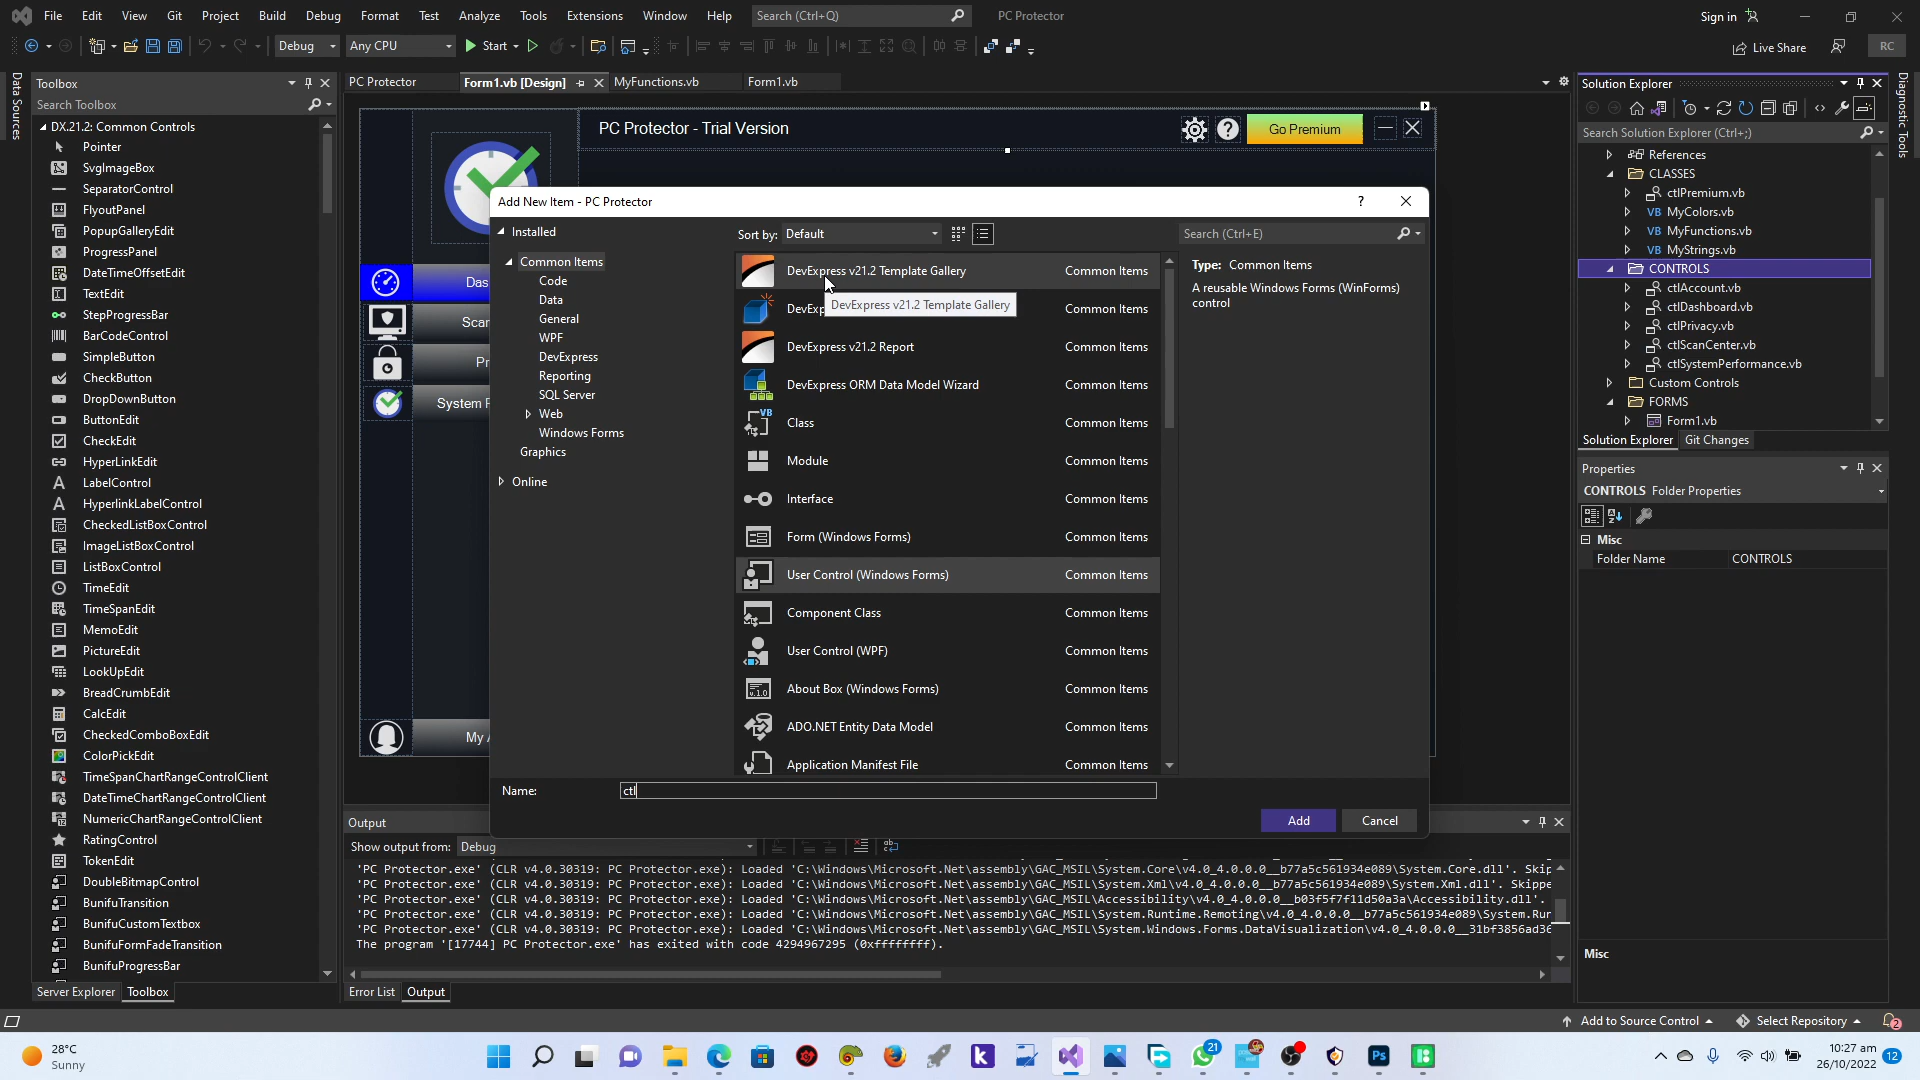 File Edit View Git Project Build Debug Format Test Analyze Tools Extensions Window Help Search (Ctrl+Q) PC Protector Sign in
Debug Any CPU Start Live Share RC
Data Sources
Toolbox
Search Toolbox
DX.21.2: Common Controls
Pointer
SvgImageBox
SeparatorControl
FlyoutPanel
PopupGalleryEdit
ProgressPanel
DateTimeOffsetEdit
TextEdit
StepProgressBar
BarCodeControl
SimpleButton
CheckButton
DropDownButton
ButtonEdit
CheckEdit
HyperLinkEdit
LabelControl
HyperlinkLabelControl
CheckedListBoxControl
ImageListBoxControl
ListBoxControl
TimeEdit
TimeSpanEdit
MemoEdit
PictureEdit
LookUpEdit
BreadCrumbEdit
CalcEdit
CheckedComboBoxEdit
ColorPickEdit
TimeSpanChartRangeControlClient
DateTimeChartRangeControlClient
NumericChartRangeControlClient
RatingControl
TokenEdit
DoubleBitmapControl
BunifuTransition
BunifuCustomTextbox
BunifuFormFadeTransition
BunifuProgressBar
Server Explorer Toolbox
PC Protector Form1.vb [Design] MyFunctions.vb Form1.vb
PC Protector - Trial Version Go Premium
Das
Scan
Pr
System P
My A
Add New Item - PC Protector
Installed
Common Items
Code
Data
General
WPF
DevExpress
Reporting
SQL Server
Web
Windows Forms
Graphics
Online
Sort by: Default
DevExpress v21.2 Template Gallery Common Items
DevExp Common Items
DevExpress v21.2 Template Gallery
DevExpress v21.2 Report Common Items
DevExpress ORM Data Model Wizard Common Items
VB
Class Common Items
Module Common Items
Interface Common Items
Form (Windows Forms) Common Items
User Control (Windows Forms) Common Items
Component Class Common Items
User Control (WPF) Common Items
About Box (Windows Forms) Common Items
ADO.NET Entity Data Model Common Items
Application Manifest File Common Items
Search (Ctrl+E)
Type: Common Items
A reusable Windows Forms (WinForms)
control
Name: ctl
Add Cancel
Output
Show output from: Debug
'PC Protector.exe' (CLR v4.0.30319: PC Protector.exe): Loaded 'C:\Windows\Microsoft.Net\assembly\GAC_MSIL\System.Core\v4.0_4.0.0.0__b77a5c561934e089\System.Core.dll'. Skip
'PC Protector.exe' (CLR v4.0.30319: PC Protector.exe): Loaded 'C:\Windows\Microsoft.Net\assembly\GAC_MSIL\System.Xml\v4.0_4.0.0.0__b77a5c561934e089\System.Xml.dll'. Skippe
'PC Protector.exe' (CLR v4.0.30319: PC Protector.exe): Loaded 'C:\Windows\Microsoft.Net\assembly\GAC_MSIL\Accessibility\v4.0_4.0.0.0__b03f5f7f11d50a3a\Accessibility.dll'.
'PC Protector.exe' (CLR v4.0.30319: PC Protector.exe): Loaded 'C:\Windows\Microsoft.Net\assembly\GAC_MSIL\System.Runtime.Remoting\v4.0_4.0.0.0__b77a5c561934e089\System.Run
'PC Protector.exe' (CLR v4.0.30319: PC Protector.exe): Loaded 'C:\Windows\Microsoft.Net\assembly\GAC_MSIL\System.Windows.Forms.DataVisualization\v4.0_4.0.0.0__31bf3856ad36
The program '[17744] PC Protector.exe' has exited with code 4294967295 (0xffffffff).
Error List Output
Solution Explorer
Search Solution Explorer (Ctrl+;)
References
CLASSES
ctlPremium.vb
VB MyColors.vb
VB MyFunctions.vb
VB MyStrings.vb
CONTROLS
ctlAccount.vb
ctlDashboard.vb
ctlPrivacy.vb
ctlScanCenter.vb
ctlSystemPerformance.vb
Custom Controls
FORMS
Form1.vb
Solution Explorer Git Changes
Properties
CONTROLS Folder Properties
Misc
Folder Name CONTROLS
Misc
Diagnostic Tools
Add to Source Control Select Repository 2
28°C
Sunny
21
Ps
10:27 am
26/10/2022 12